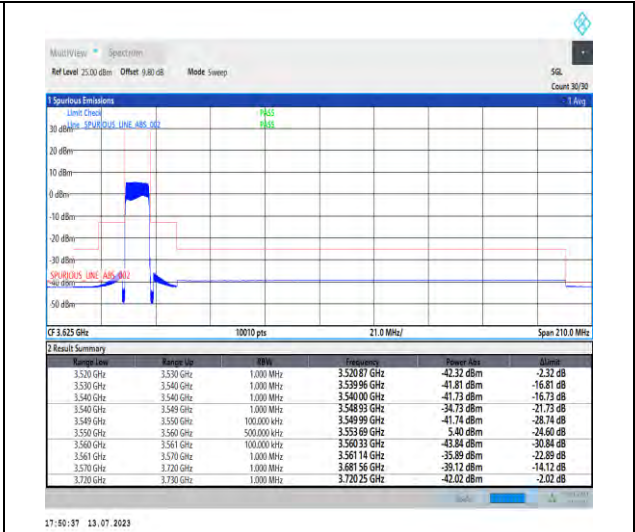 MultiView Spectrum
Ref Level 25.00 dBm Offset 9.80 dB Mode Sweep SGL
Count 30/30
1 Spurious Emissions 1 Avg
Limit Check PASS
Line SPURIOUS LINE ABS 002 PASS
30 dBm
20 dBm
10 dBm
0 dBm
-10 dBm
-20 dBm
-30 dBm
SPURIOUS LINE ABS 002
-40 dBm
-50 dBm
CF 3.625 GHz 10010 pts 21.0 MHz/ Span 210.0 MHz
2 Result Summary
Range Low Range Up RBW Frequency Power Abs ΔLimit
3.520 GHz 3.530 GHz 1.000 MHz 3.520 87 GHz -42.32 dBm -2.32 dB
3.530 GHz 3.540 GHz 1.000 MHz 3.539 96 GHz -41.81 dBm -16.81 dB
3.540 GHz 3.540 GHz 1.000 MHz 3.540 00 GHz -41.73 dBm -16.73 dB
3.540 GHz 3.549 GHz 1.000 MHz 3.548 93 GHz -34.73 dBm -21.73 dB
3.549 GHz 3.550 GHz 100.000 kHz 3.549 99 GHz -41.74 dBm -28.74 dB
3.550 GHz 3.560 GHz 500.000 kHz 3.553 69 GHz 5.40 dBm -24.60 dB
3.560 GHz 3.561 GHz 100.000 kHz 3.560 33 GHz -43.84 dBm -30.84 dB
3.561 GHz 3.570 GHz 1.000 MHz 3.561 14 GHz -35.89 dBm -22.89 dB
3.570 GHz 3.720 GHz 1.000 MHz 3.681 56 GHz -39.12 dBm -14.12 dB
3.720 GHz 3.730 GHz 1.000 MHz 3.720 25 GHz -42.02 dBm -2.02 dB
17:50:37 13.07.2023